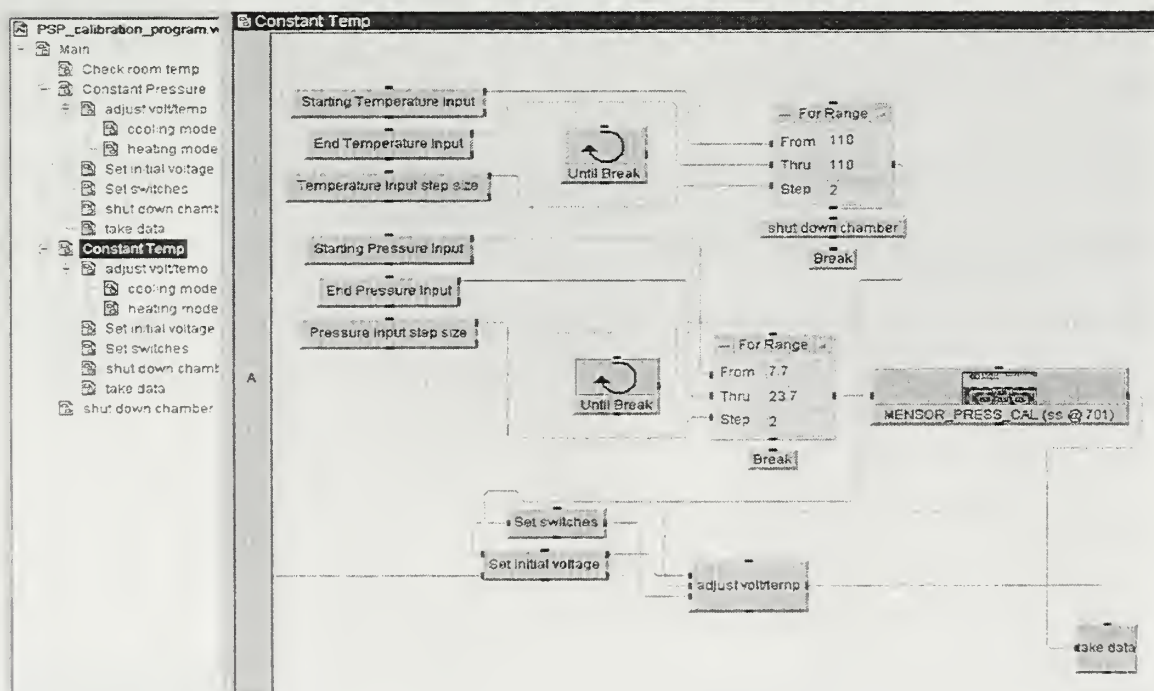 PSP_calibration_program.v
Main
Check room temp
Constant Pressure
adjust volt/temp
cooling mode
heating mode
Set initial voltage
Set switches
shut down chamb
take data
Constant Temp
adjust volt/temp
cooling mode
heating mode
Set initial voltage
Set switches
shut down chamb
take data
shut down chamber
Constant Temp
A
Starting Temperature Input
End Temperature Input
Temperature Input step size
Until Break
For Range
From 110
Thru 110
Step 2
shut down chamber
Break
Starting Pressure Input
End Pressure Input
Pressure Input step size
Until Break
For Range
From 7.7
Thru 23.7
Step 2
Break
MENSOR_PRESS_CAL (ss @ 701)
Set switches
Set initial voltage
adjust volt/temp
take data